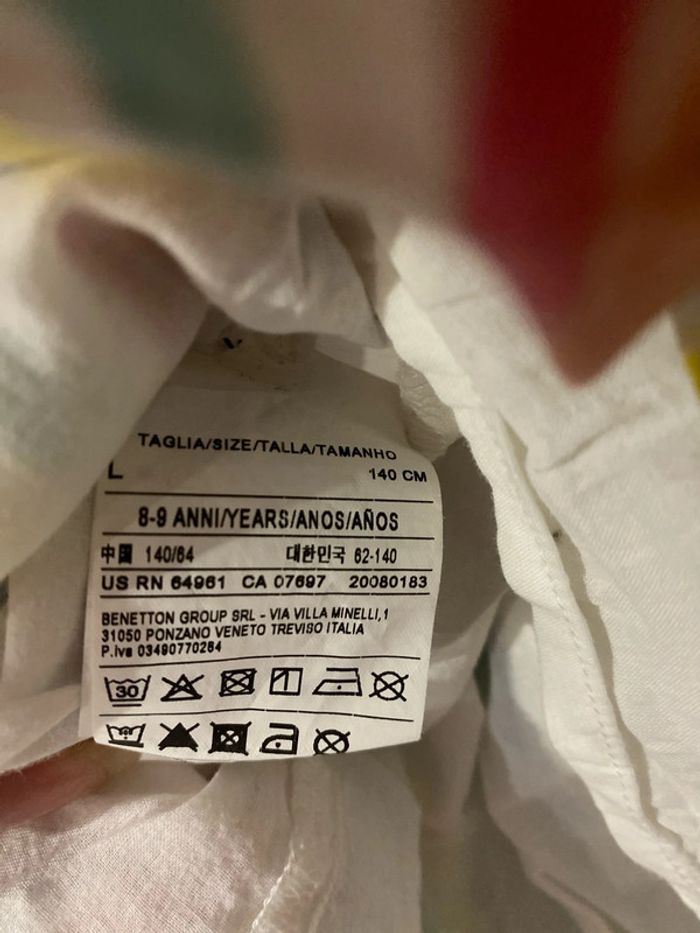 TAGLIA/SIZE/TALLA/TAMANHO
L 140 CM
8-9 ANNI/YEARS/ANOS/AÑOS
中国 140/64 대한민국 62-140
US RN 64961 CA 07697 20080183
BENETTON GROUP SRL - VIA VILLA MINELLI,1
31050 PONZANO VENETO TREVISO ITALIA
P.iva 03490770264
30